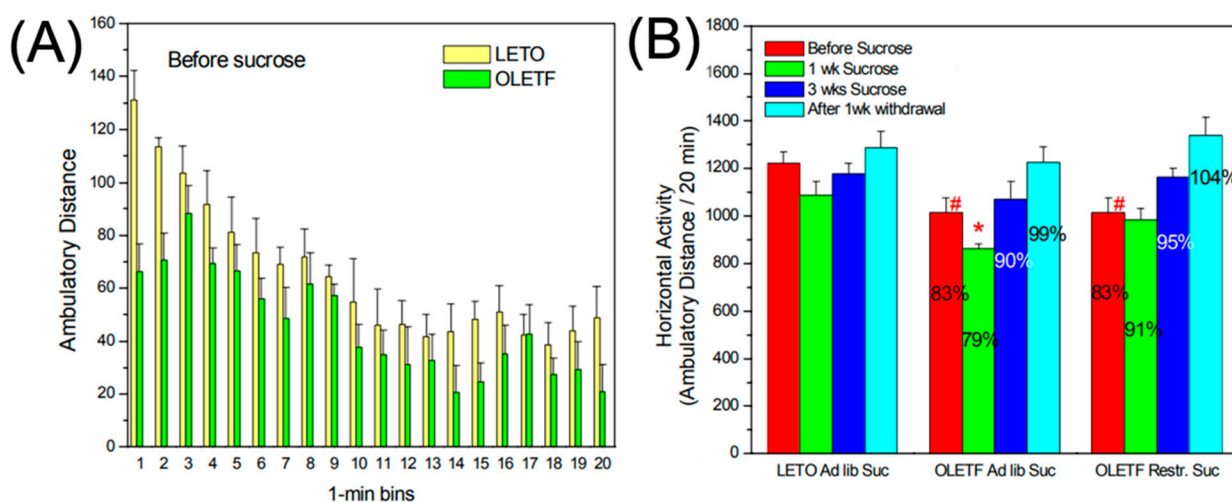 (A)
Before sucrose
LETO
OLETF
Ambulatory Distance
160
140
120
100
80
60
40
20
0
1 2 3 4 5 6 7 8 9 10 11 12 13 14 15 16 17 18 19 20
1-min bins
(B)
Before Sucrose
1 wk Sucrose
3 wks Sucrose
After 1wk withdrawal
Horizontal Activity
(Ambulatory Distance / 20 min)
1800
1600
1400
1200
1000
800
600
400
200
0
#
*
83%
79%
90%
99%
#
83%
91%
95%
104%
LETO Ad lib Suc
OLETF Ad lib Suc
OLETF Restr. Suc